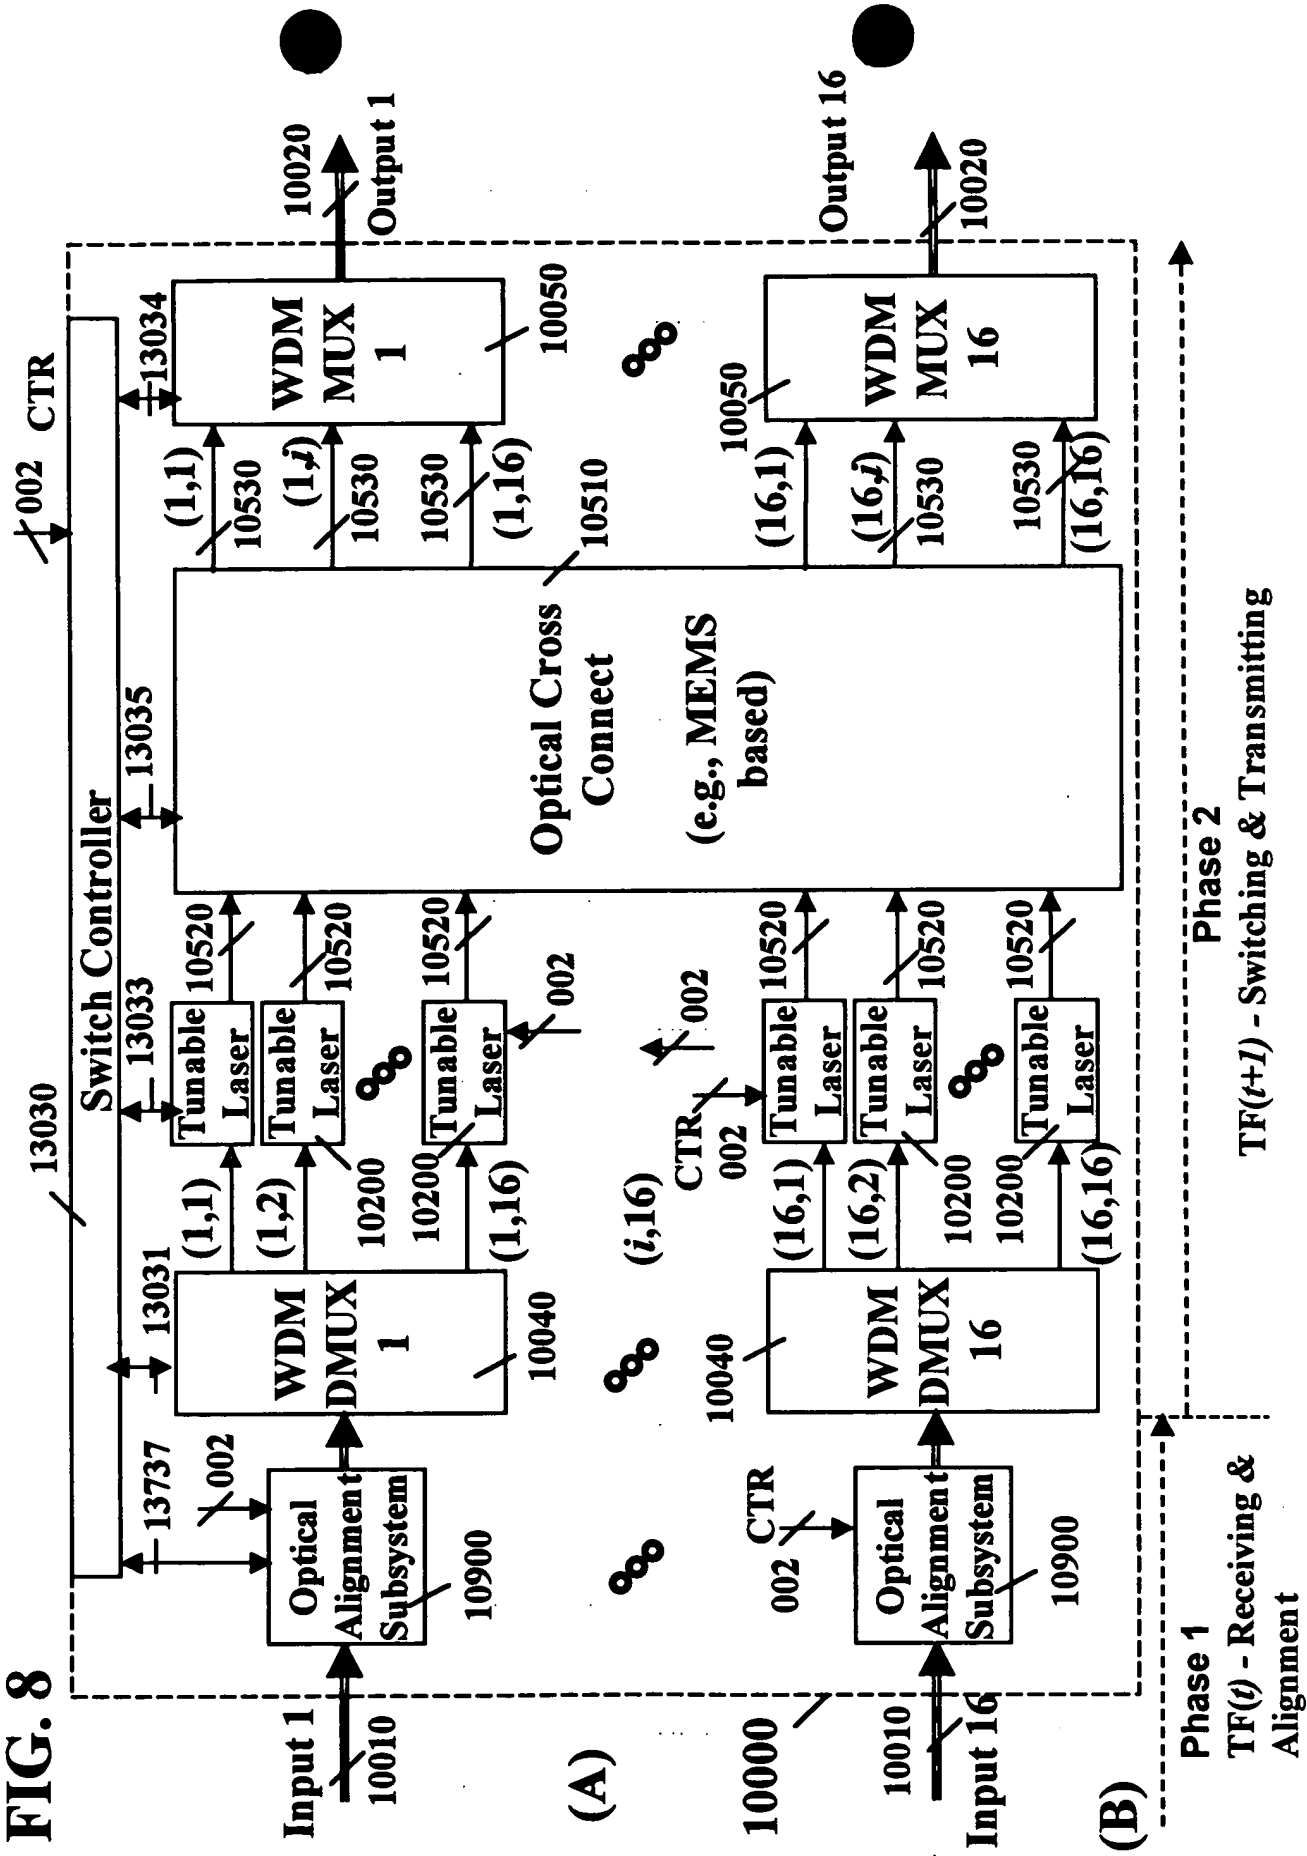 FIG. 8
002 CTR
13030
Switch Controller
13737
13031
13033
13035
13034
002
Input 1
10010
Optical
Alignment
Subsystem
10900
WDM
DMUX
1
10040
(1,1)
(1,2)
(1,16)
Tunable
Laser
Tunable
Laser
10200
Tunable
Laser
10200
002
10520
10520
10520
Optical Cross
Connect
(e.g., MEMS
based)
10510
(1,1)
10530
(1,i)
10530
10530
(1,16)
WDM
MUX
1
10050
10020
Output 1
(A)
(i,16)
002
10000
10010
Input 16
CTR
002
Optical
Alignment
Subsystem
10900
10040
WDM
DMUX
16
(16,1)
(16,2)
(16,16)
CTR
002
Tunable
Laser
Tunable
Laser
10200
Tunable
Laser
10200
10520
10520
10520
(16,1)
(16,i)
10530
10530
(16,16)
10050
WDM
MUX
16
Output 16
10020
(B)
Phase 1
TF(t) - Receiving &
Alignment
Phase 2
TF(t+1) - Switching & Transmitting